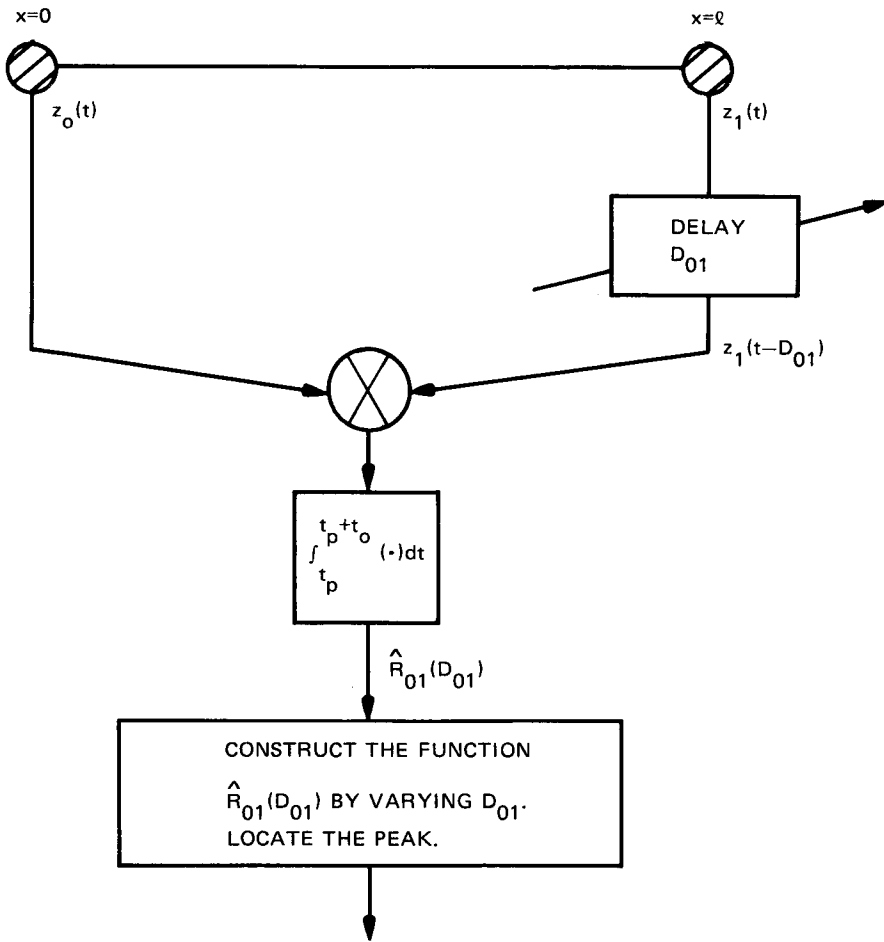 x=0
x=ℓ
z_o(t)
z_1(t)
DELAY
D_01
z_1(t–D_01)
∫_{t_p}^{t_p+t_o} (·)dt
R̂_01(D_01)
CONSTRUCT THE FUNCTION
R̂_01(D_01) BY VARYING D_01.
LOCATE THE PEAK.